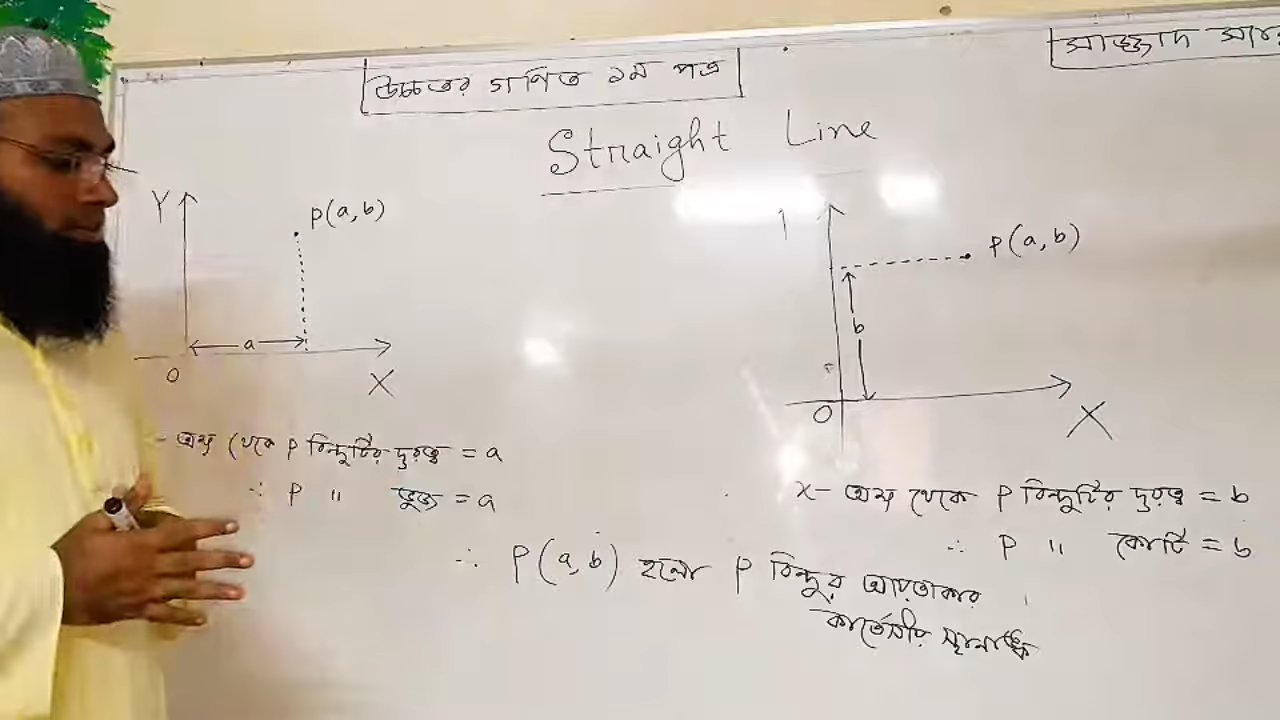 উচ্চতর গণিত ১ম পত্র
সাজ্জাদ স্যার
Straight Line
Y
P(a, b)
a
O
X
P(a, b)
b
O
X
- অক্ষ থেকে P বিন্দুটির দূরত্ব = a
∴ P " ভুজ = a
x- অক্ষ থেকে P বিন্দুটির দূরত্ব = b
∴ P " কোটি = b
∴ P(a, b) হলো P বিন্দুর আয়তাকার
কার্তেসীয় স্থানাঙ্ক